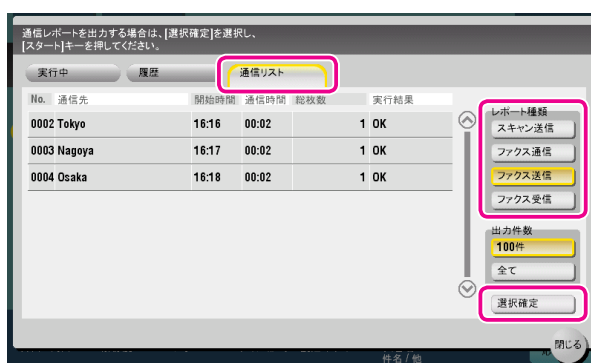 通信レポートを出力する場合は、[選択確定]を選択し、
[スタート]キーを押してください。
実行中 履歴 通信リスト
No. 通信先 開始時間 通信時間 総枚数 実行結果
0002 Tokyo 16:16 00:02 1 OK
0003 Nagoya 16:17 00:02 1 OK
0004 Osaka 16:18 00:02 1 OK
レポート種類
スキャン送信
ファクス通信
ファクス送信
ファクス受信
出力件数
100件
全て
選択確定
閉じる
件名 / 他